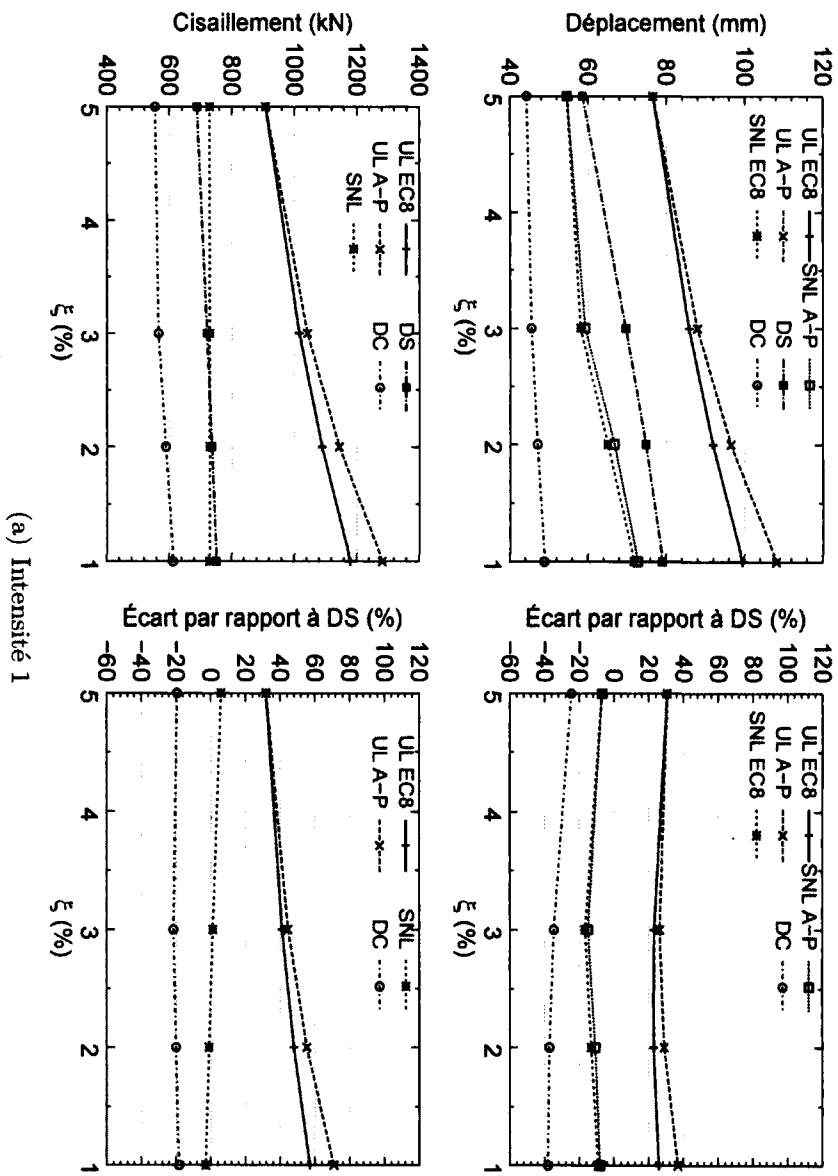 Déplacement (mm)
120
100
80
60
40
UL EC8 SNL A-P
UL A-P DS
SNL EC8 DC
5 4 3 2 1
ξ (%)
Écart par rapport à DS (%)
120
100
80
60
40
20
0
-20
-40
-60
UL EC8 SNL A-P
UL A-P DC
SNL EC8
5 4 3 2 1
ξ (%)
Cisaillement (kN)
1400
1200
1000
800
600
400
UL EC8 DS
UL A-P DC
SNL
5 4 3 2 1
ξ (%)
Écart par rapport à DS (%)
120
100
80
60
40
20
0
-20
-40
-60
UL EC8 SNL
UL A-P DC
5 4 3 2 1
ξ (%)
(a) Intensité 1